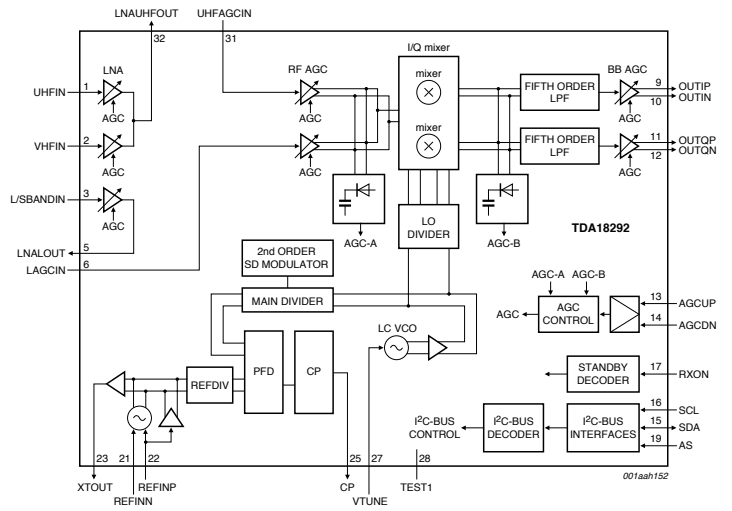 LNAUHFOUT
UHFAGCIN
32
31
I/Q mixer
LNA
RF AGC
mixer
BB AGC
UHFIN
1
AGC
AGC
FIFTH ORDER
LPF
AGC
9
OUTIP
10
OUTIN
VHFIN
2
AGC
AGC
mixer
FIFTH ORDER
LPF
BB
AGC
11
OUTQP
12
OUTQN
L/SBANDIN
3
AGC
LNALOUT
5
LAGCIN
6
AGC-A
LO
DIVIDER
AGC-B
TDA18292
2nd ORDER
SD MODULATOR
MAIN DIVIDER
AGC-A
AGC-B
AGC
AGC
CONTROL
13
AGCUP
14
AGCDN
LC VCO
REFDIV
PFD
CP
STANDBY
DECODER
17
RXON
I2C-BUS
CONTROL
I2C-BUS
DECODER
I2C-BUS
INTERFACES
16
SCL
15
SDA
19
AS
23
21
22
25
27
28
XTOUT
REFINN
REFINP
CP
VTUNE
TEST1
001aah152